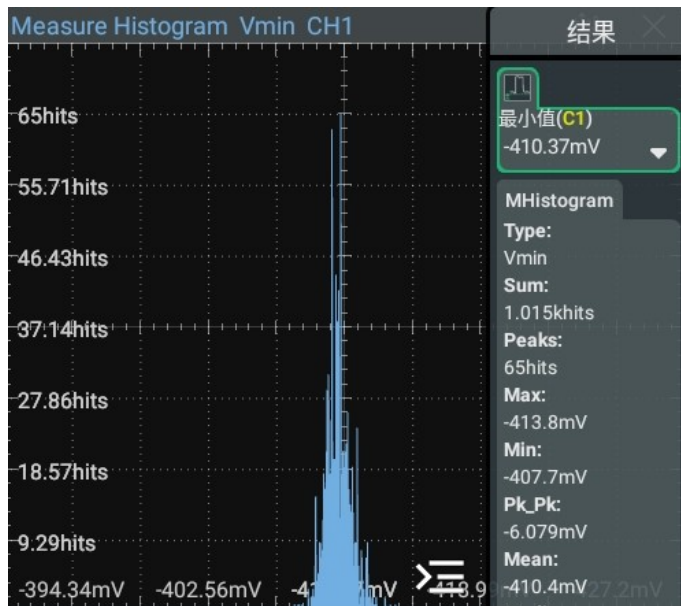 Measure Histogram Vmin CH1
65hits
55.71hits
46.43hits
37.14hits
27.86hits
18.57hits
9.29hits
-394.34mV
-402.56mV
结果
最小值(C1)
-410.37mV
MHistogram
Type:
Vmin
Sum:
1.015khits
Peaks:
65hits
Max:
-413.8mV
Min:
-407.7mV
Pk_Pk:
-6.079mV
Mean:
-410.4mV